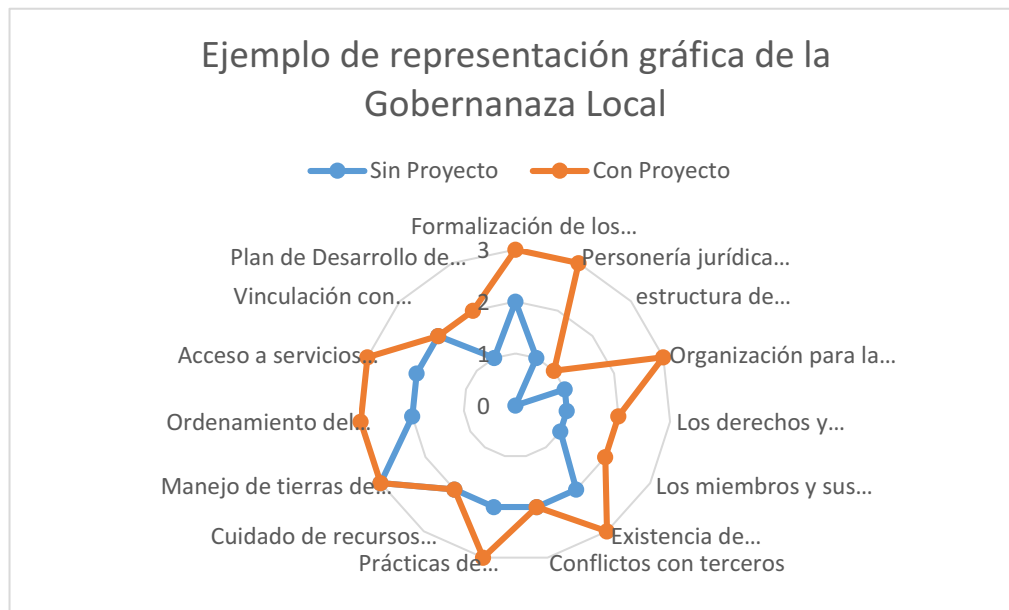 Ejemplo de representación gráfica de la
Gobernanaza Local
Sin Proyecto
Con Proyecto
Formalización de los...
Plan de Desarrollo de...
3
Personería jurídica...
Vinculación con...
2
estructura de...
Acceso a servicios...
1
Organización para la...
0
Ordenamiento del...
Los derechos y...
Manejo de tierras de...
Los miembros y sus...
Cuidado de recursos...
Existencia de...
Prácticas de...
Conflictos con terceros